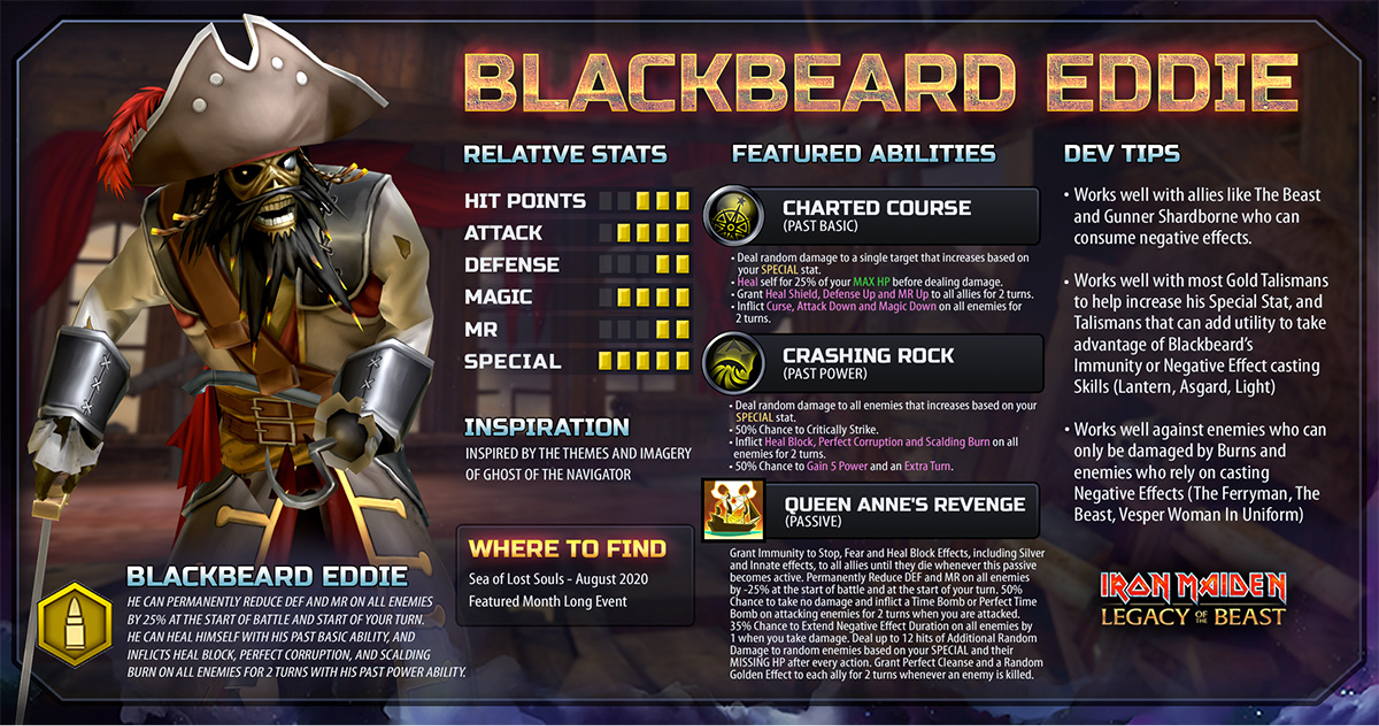 BLACKBEARD EDDIE
RELATIVE STATS
HIT POINTS
ATTACK
DEFENSE
MAGIC
MR
SPECIAL
INSPIRATION
INSPIRED BY THE THEMES AND IMAGERY
OF GHOST OF THE NAVIGATOR
WHERE TO FIND
Sea of Lost Souls - August 2020
Featured Month Long Event
BLACKBEARD EDDIE
HE CAN PERMANENTLY REDUCE DEF AND MR ON ALL ENEMIES
BY 25% AT THE START OF BATTLE AND START OF YOUR TURN.
HE CAN HEAL HIMSELF WITH HIS PAST BASIC ABILITY, AND
INFLICTS HEAL BLOCK, PERFECT CORRUPTION, AND SCALDING
BURN ON ALL ENEMIES FOR 2 TURNS WITH HIS PAST POWER ABILITY.
FEATURED ABILITIES
CHARTED COURSE
(PAST BASIC)
• Deal random damage to a single target that increases based on
your SPECIAL stat.
• Heal self for 25% of your MAX HP before dealing damage.
• Grant Heal Shield, Defense Up and MR Up to all allies for 2 turns.
• Inflict Curse, Attack Down and Magic Down on all enemies for
2 turns.
CRASHING ROCK
(PAST POWER)
• Deal random damage to all enemies that increases based on your
SPECIAL stat.
• 50% Chance to Critically Strike.
• Inflict Heal Block, Perfect Corruption and Scalding Burn on all
enemies for 2 turns.
• 50% Chance to Gain 5 Power and an Extra Turn.
QUEEN ANNE'S REVENGE
(PASSIVE)
Grant Immunity to Stop, Fear and Heal Block Effects, including Silver
and Innate effects, to all allies until they die whenever this passive
becomes active. Permanently Reduce DEF and MR on all enemies
by -25% at the start of battle and at the start of your turn. 50%
Chance to take no damage and inflict a Time Bomb or Perfect Time
Bomb on attacking enemies for 2 turns when you are attacked.
35% Chance to Extend Negative Effect Duration on all enemies by
1 when you take damage. Deal up to 12 hits of Additional Random
Damage to random enemies based on your SPECIAL and their
MISSING HP after every action. Grant Perfect Cleanse and a Random
Golden Effect to each ally for 2 turns whenever an enemy is killed.
DEV TIPS
• Works well with allies like The Beast
and Gunner Shardborne who can
consume negative effects.
• Works well with most Gold Talismans
to help increase his Special Stat, and
Talismans that can add utility to take
advantage of Blackbeard's
Immunity or Negative Effect casting
Skills (Lantern, Asgard, Light)
• Works well against enemies who can
only be damaged by Burns and
enemies who rely on casting
Negative Effects (The Ferryman, The
Beast, Vesper Woman In Uniform)
IRON MAIDEN
LEGACY OF THE BEAST